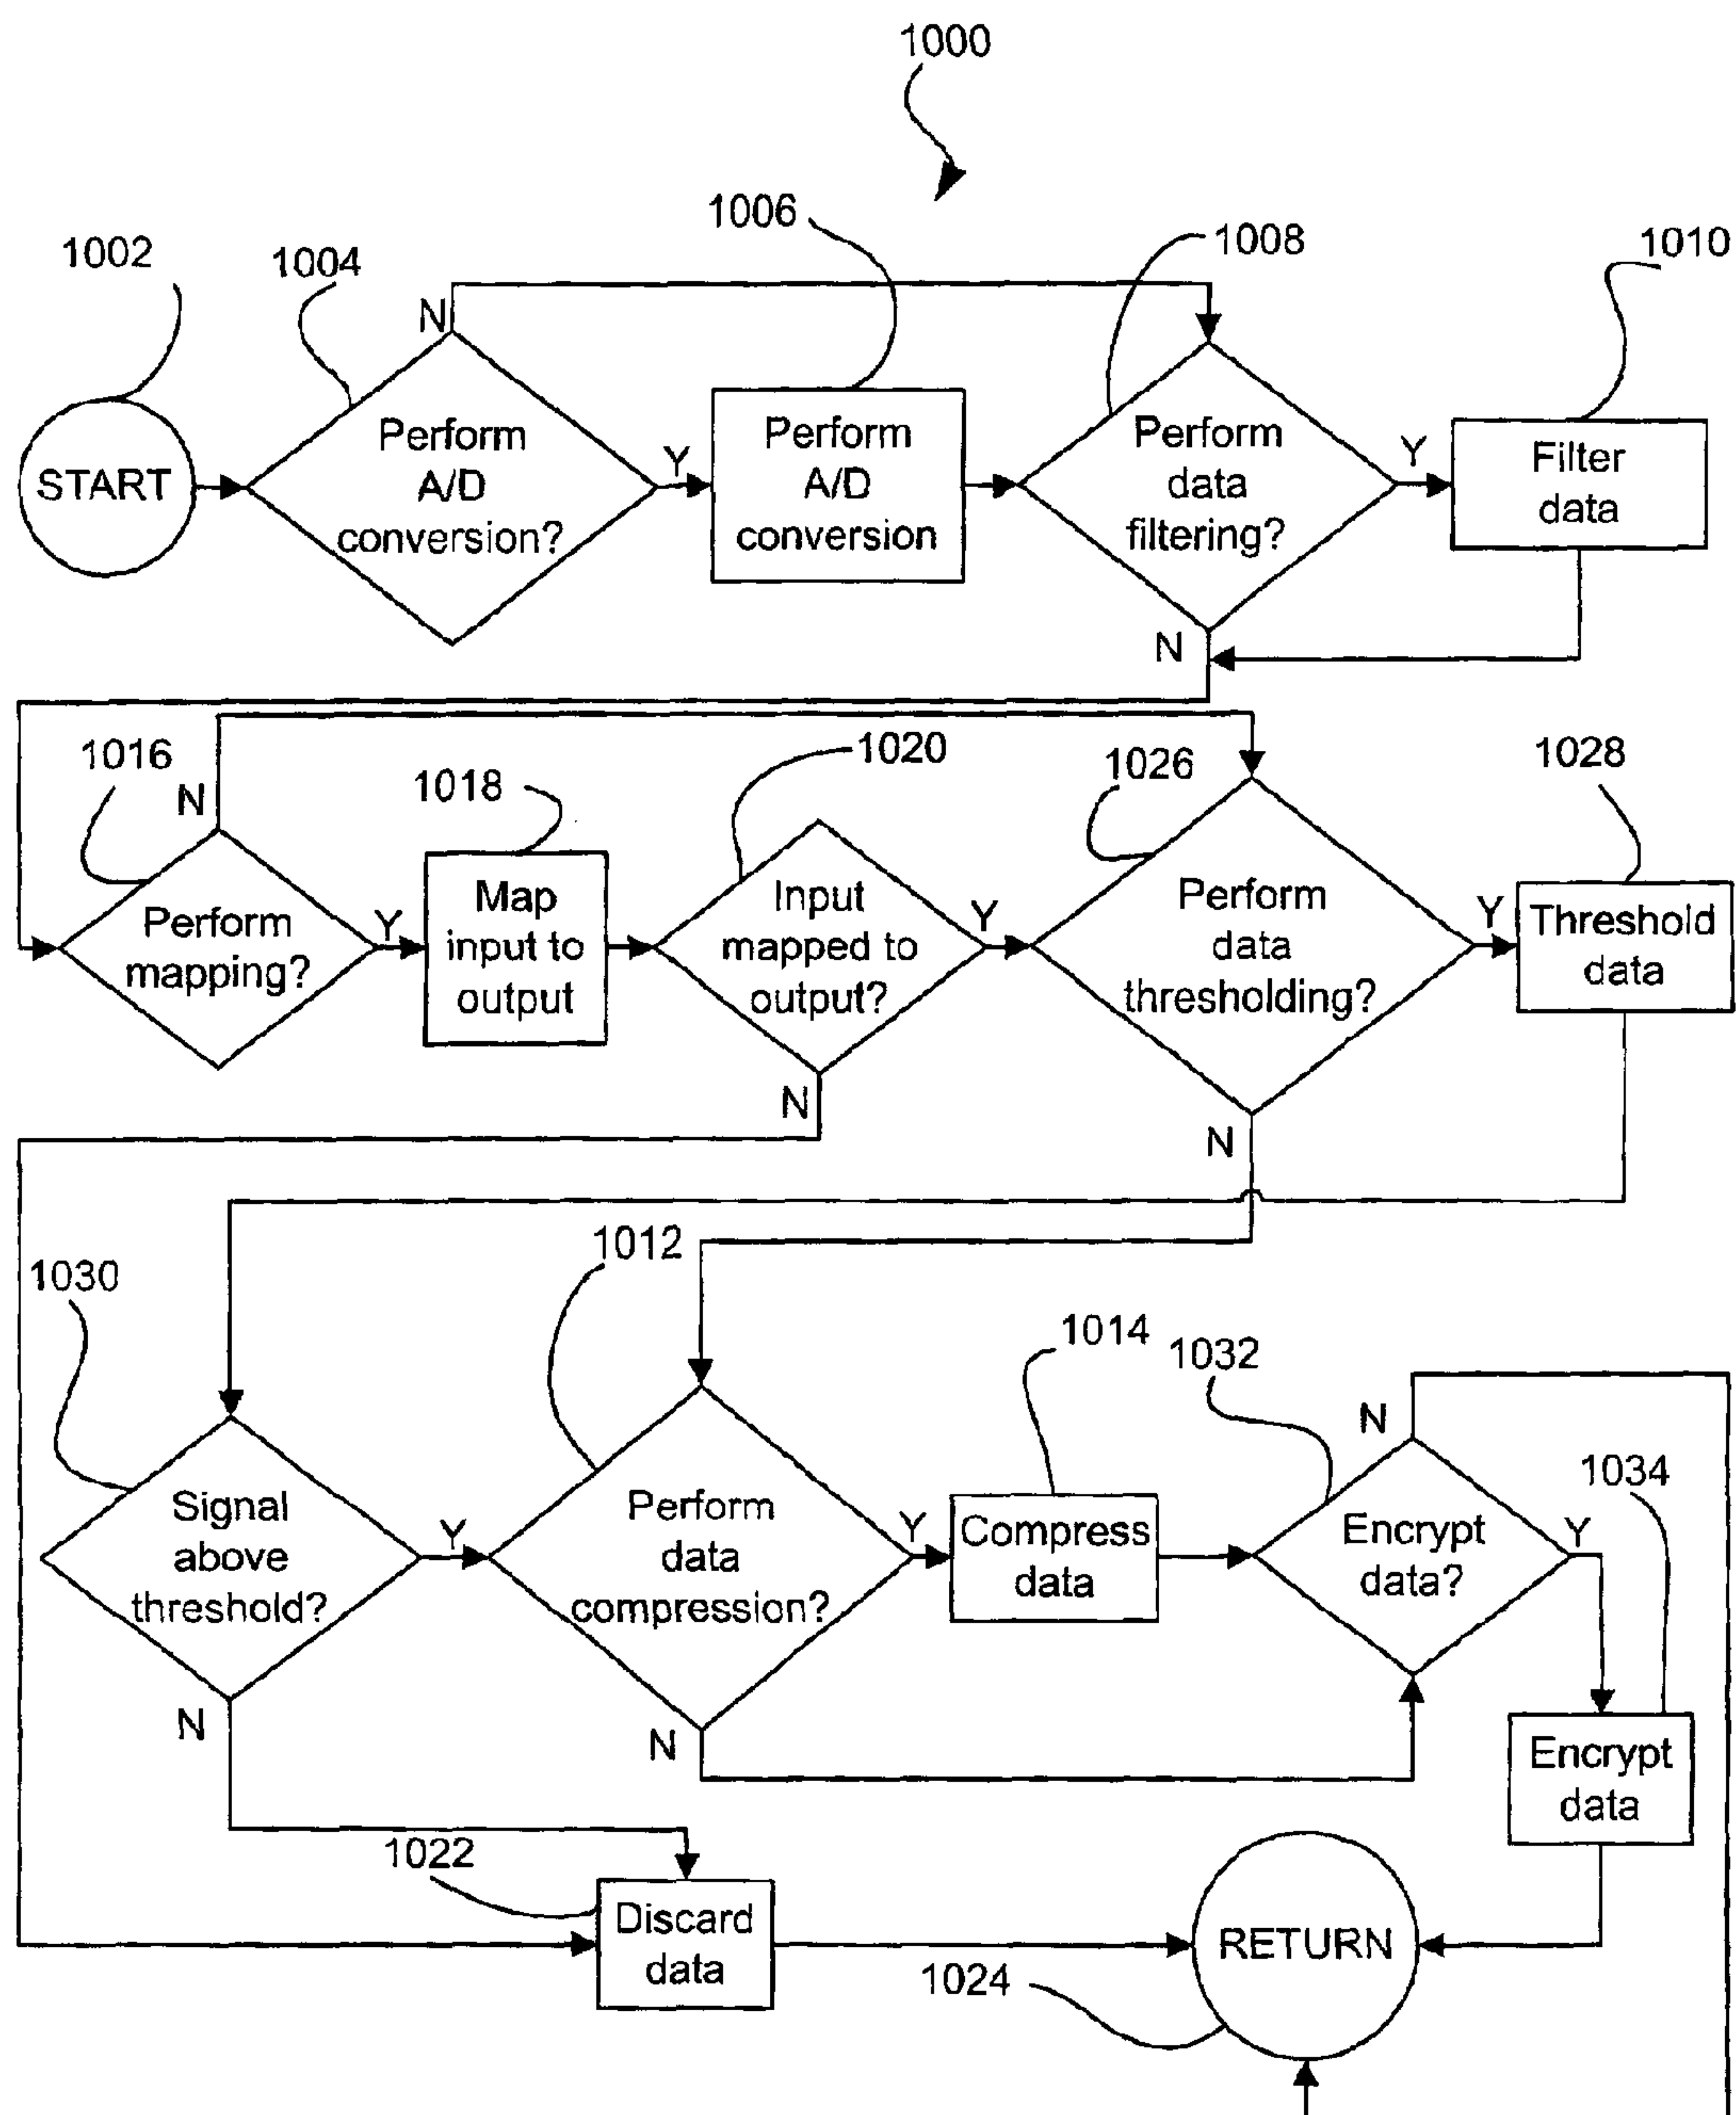 1000
1002
1004
1006
1008
1010
START
N
Perform
A/D
conversion?
Y
Perform
A/D
conversion
Perform
data
filtering?
Y
N
Filter
data
1016
1018
1020
1026
1028
N
Perform
mapping?
Y
Map
input to
output
Input
mapped to
output?
Y
N
Perform
data
thresholding?
Y
N
Threshold
data
1030
1012
1014
1032
1034
Signal
above
threshold?
Y
N
Perform
data
compression?
Y
N
Compress
data
N
Encrypt
data?
Y
Encrypt
data
1022
Discard
data
1024
RETURN